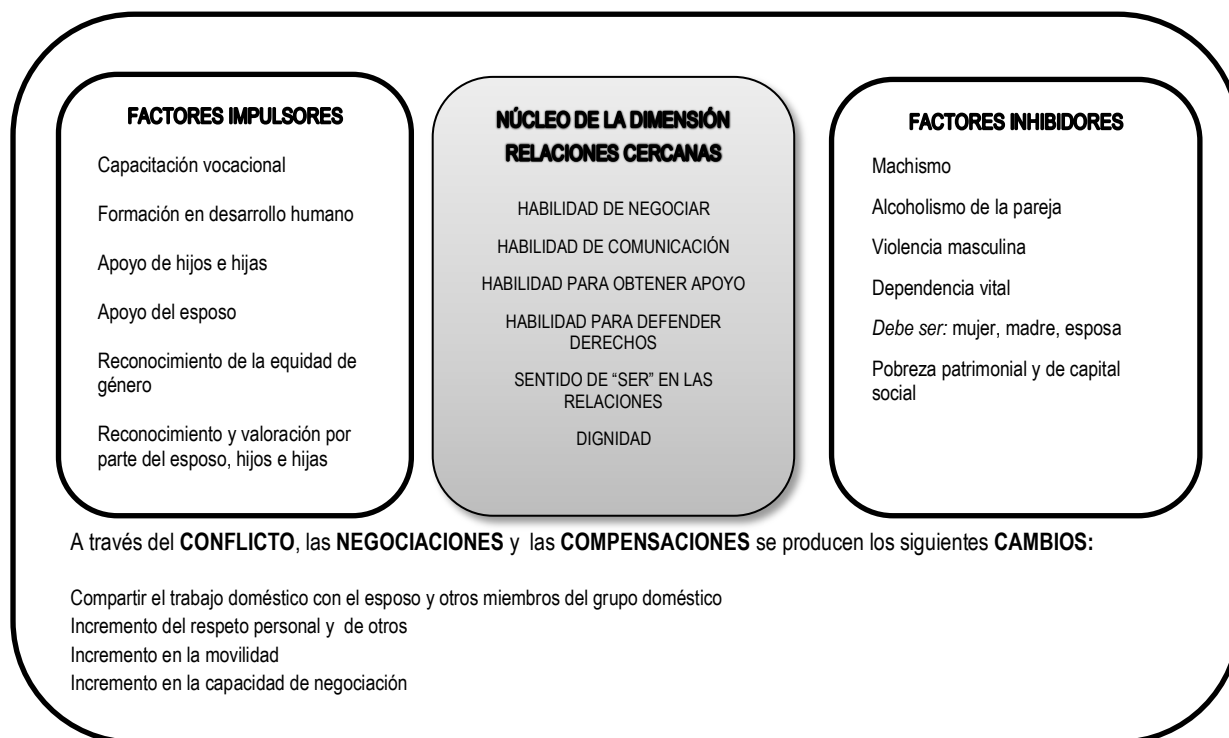 FACTORES IMPULSORES
Capacitación vocacional
Formación en desarrollo humano
Apoyo de hijos e hijas
Apoyo del esposo
Reconocimiento de la equidad de
género
Reconocimiento y valoración por
parte del esposo, hijos e hijas
NÚCLEO DE LA DIMENSIÓN
RELACIONES CERCANAS
HABILIDAD DE NEGOCIAR
HABILIDAD DE COMUNICACIÓN
HABILIDAD PARA OBTENER APOYO
HABILIDAD PARA DEFENDER
DERECHOS
SENTIDO DE “SER” EN LAS
RELACIONES
DIGNIDAD
FACTORES INHIBIDORES
Machismo
Alcoholismo de la pareja
Violencia masculina
Dependencia vital
Debe ser: mujer, madre, esposa
Pobreza patrimonial y de capital
social
A través del CONFLICTO, las NEGOCIACIONES y las COMPENSACIONES se producen los siguientes CAMBIOS:
Compartir el trabajo doméstico con el esposo y otros miembros del grupo doméstico
Incremento del respeto personal y de otros
Incremento en la movilidad
Incremento en la capacidad de negociación